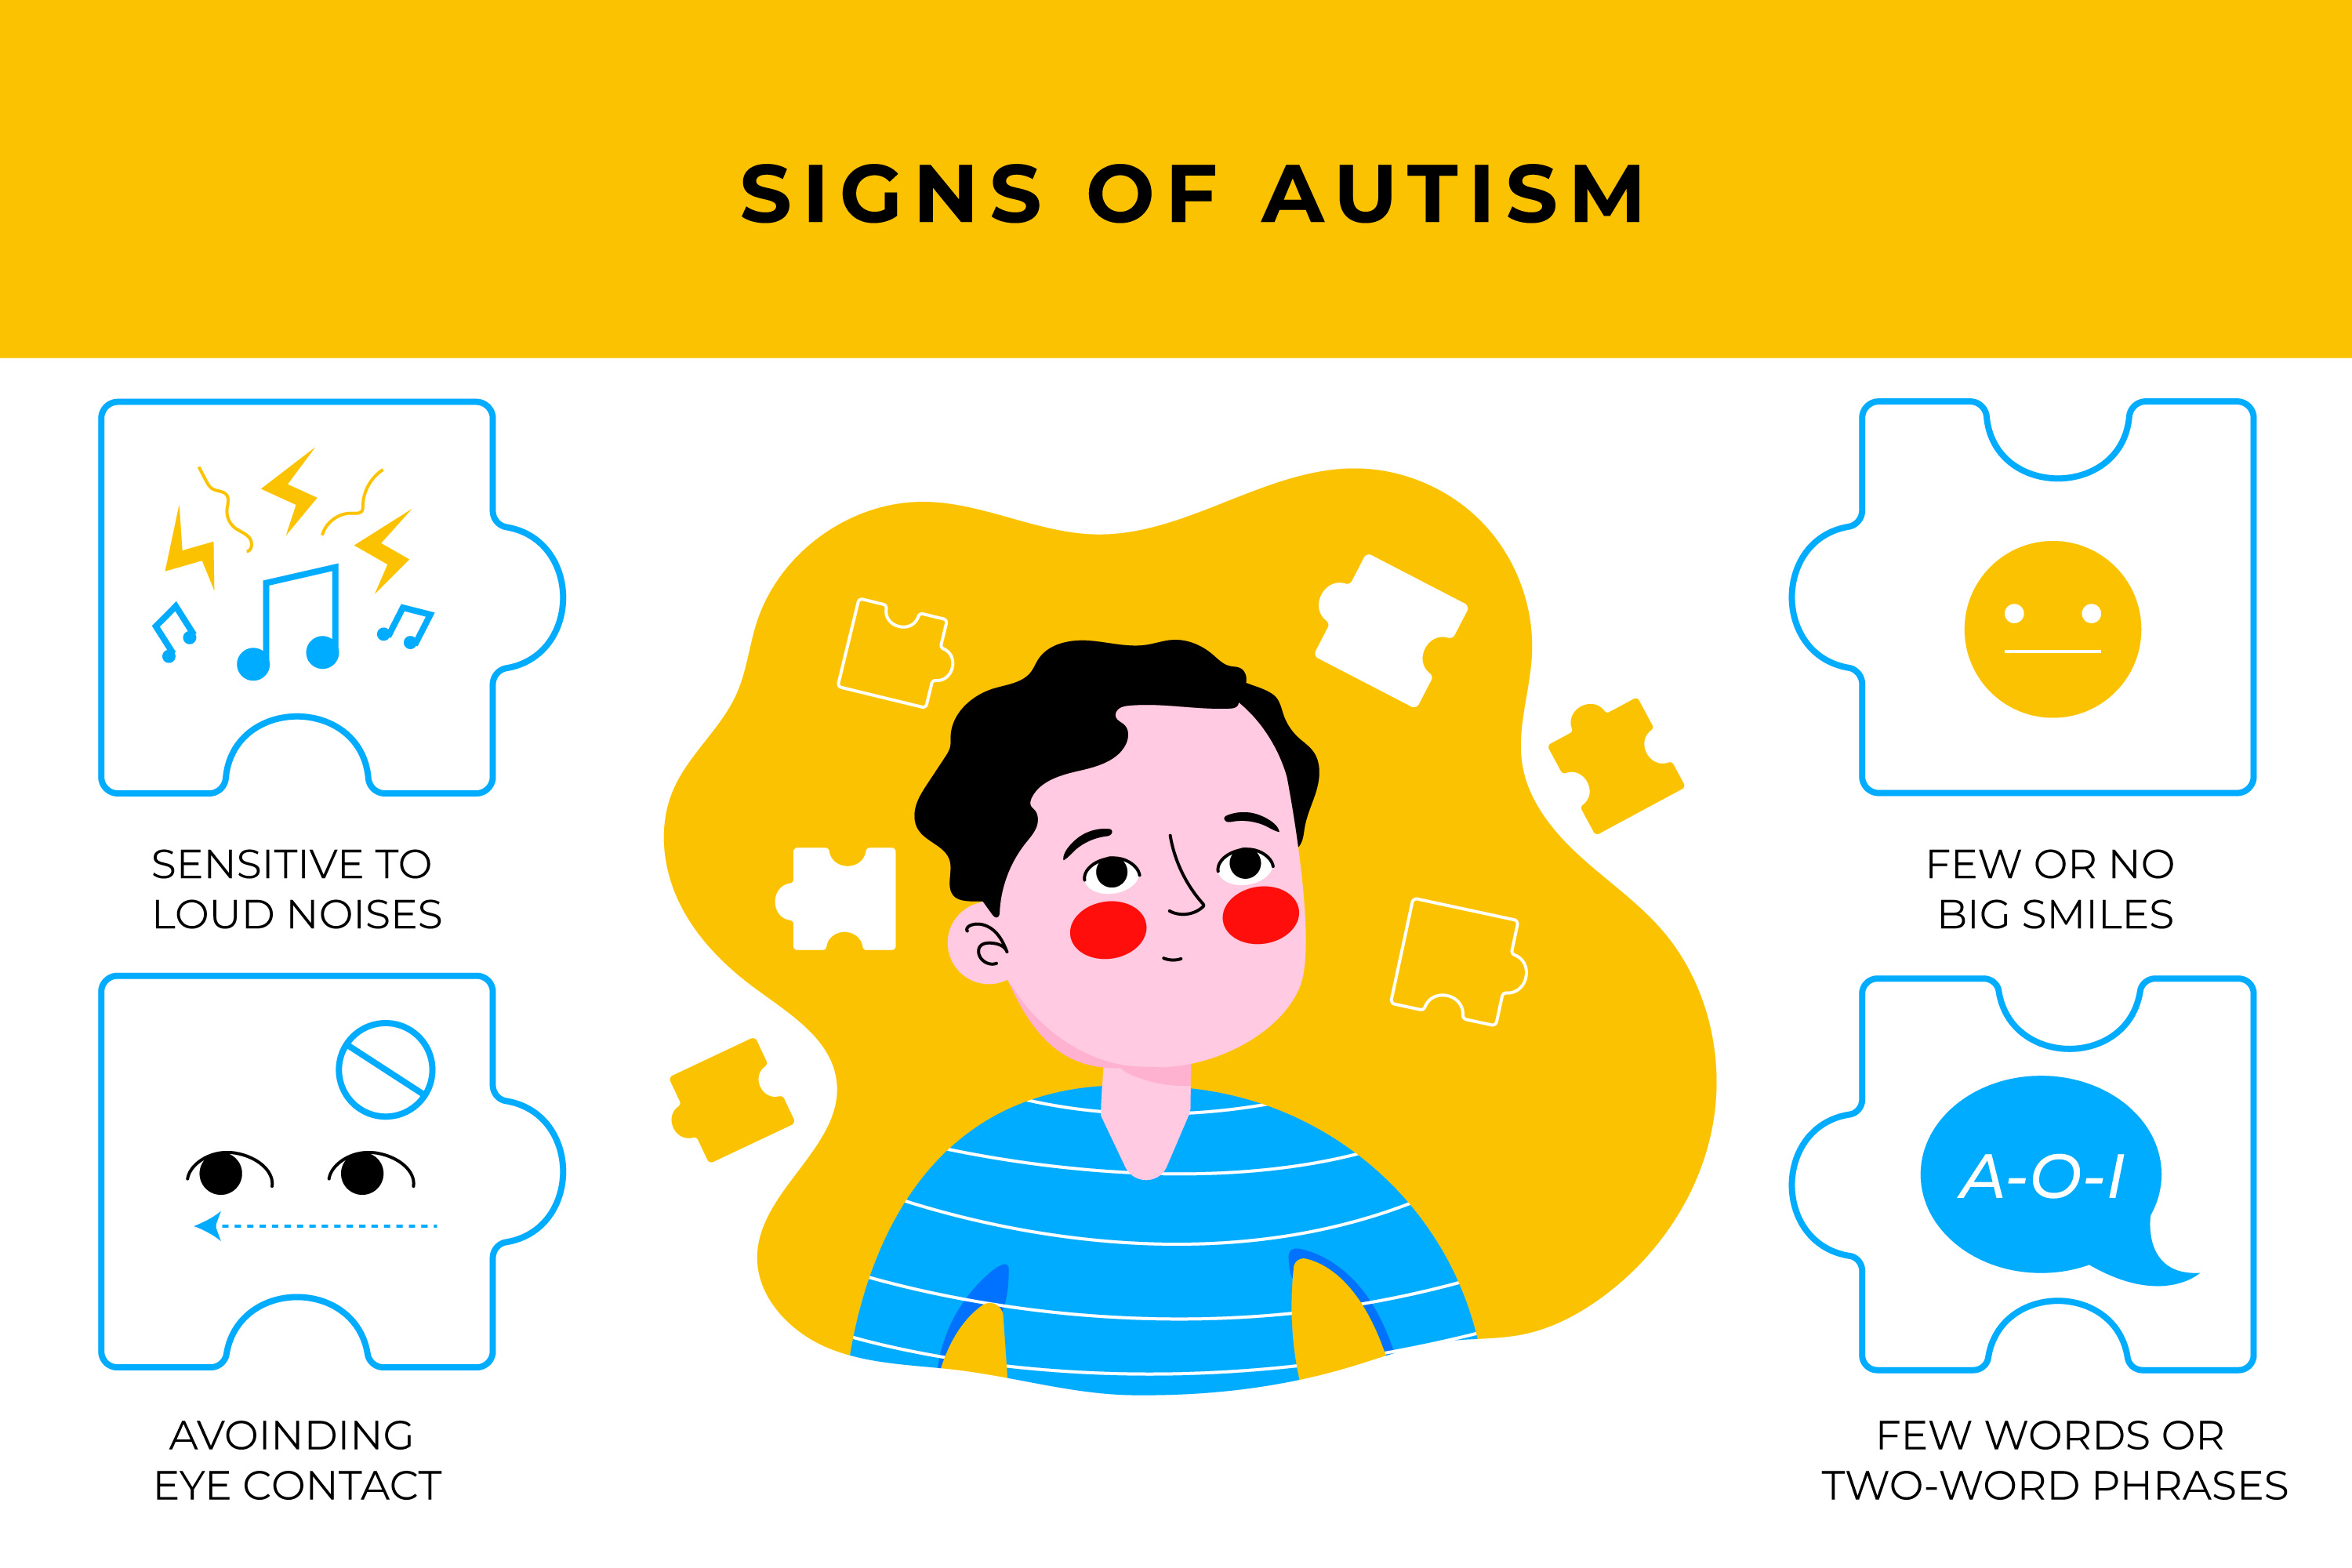 SIGNS OF AUTISM
SENSITIVE TO
LOUD NOISES
FEW OR NO
BIG SMILES
A-O-I
AVOINDING
EYE CONTACT
FEW WORDS OR
TWO-WORD PHRASES